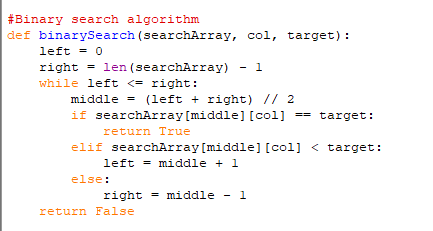 #Binary search algorithm
def binarySearch(searchArray, col, target):
    left = 0
    right = len(searchArray) - 1
    while left <= right:
        middle = (left + right) // 2
        if searchArray[middle][col] == target:
            return True
        elif searchArray[middle][col] < target:
            left = middle + 1
        else:
            right = middle - 1
    return False